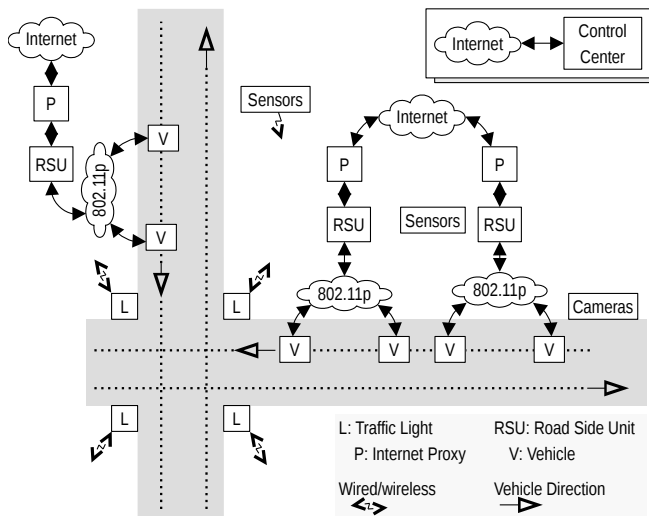 Internet
P
RSU
802.11p
V
V
Sensors
Internet
Control
Center
Internet
P
P
RSU
Sensors
RSU
802.11p
802.11p
Cameras
L
L
V
V
V
V
L
L
L: Traffic Light
RSU: Road Side Unit
P: Internet Proxy
V: Vehicle
Wired/wireless
Vehicle Direction